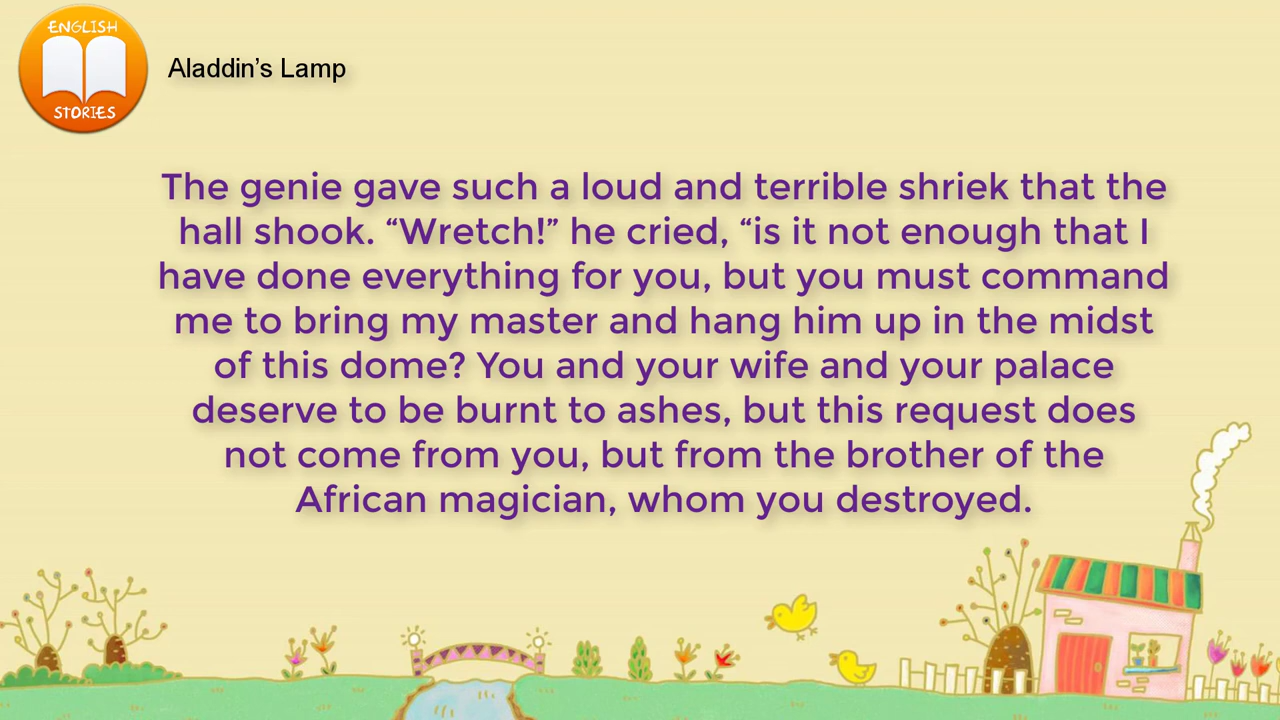 ENGLISH
STORIES
Aladdin’s Lamp
The genie gave such a loud and terrible shriek that the
hall shook. “Wretch!” he cried, “is it not enough that I
have done everything for you, but you must command
me to bring my master and hang him up in the midst
of this dome? You and your wife and your palace
deserve to be burnt to ashes, but this request does
not come from you, but from the brother of the
African magician, whom you destroyed.